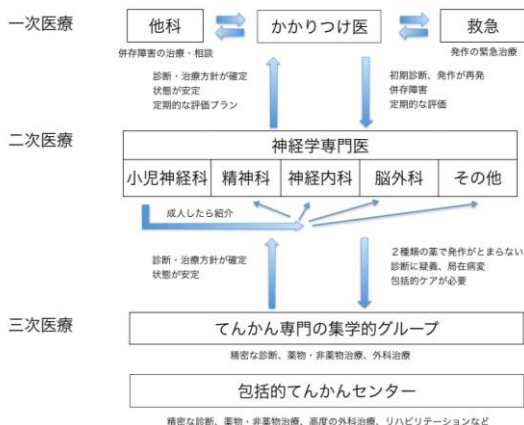 一次医療
他科
かかりつけ医
救急
併存障害の治療・相談
発作の緊急治療
診断・治療方針が確定
状態が安定
定期的な評価プラン
初期診断、発作が再発
併存障害
定期的な評価
二次医療
神経学専門医
小児神経科
精神科
神経内科
脳外科
その他
成人したら紹介
診断・治療方針が確定
状態が安定
2種類の薬で発作がとまらない
診断に疑義、局在病変
包括的ケアが必要
三次医療
てんかん専門の集学的グループ
精密な診断、薬物・非薬物治療、外科治療
包括的てんかんセンター
精密な診断、薬物・非薬物治療、高度の外科治療、リハビリテーションなど